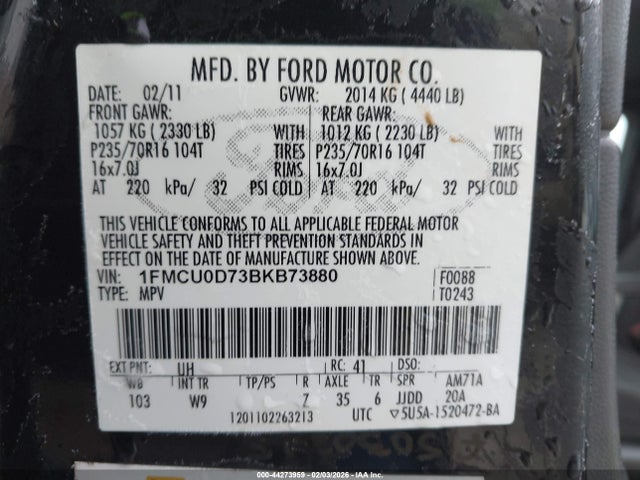 MFD. BY FORD MOTOR CO.
DATE: 02/11 GVWR: 2014 KG ( 4440 LB)
FRONT GAWR: REAR GAWR:
1057 KG ( 2330 LB) WITH 1012 KG ( 2230 LB) WITH
P235/70R16 104T TIRES P235/70R16 104T TIRES
16x7.0J RIMS 16x7.0J RIMS
AT 220 kPa/ 32 PSI COLD AT 220 kPa/ 32 PSI COLD
THIS VEHICLE CONFORMS TO ALL APPLICABLE FEDERAL MOTOR
VEHICLE SAFETY AND THEFT PREVENTION STANDARDS IN
EFFECT ON THE DATE OF MANUFACTURE SHOWN ABOVE.
VIN: 1FMCU0D73BKB73880 F0088
TYPE: MPV T0243
EXT PNT: UH RC: 41 DSO:
WB INT TR TP/PS R AXLE TR SPR AM71A
103 W9 7 35 6 JJDD 20A
1201102263213 UTC ▽5U5A-1520472-BA
000-44273959 - 02/03/2026 - IAA Inc.